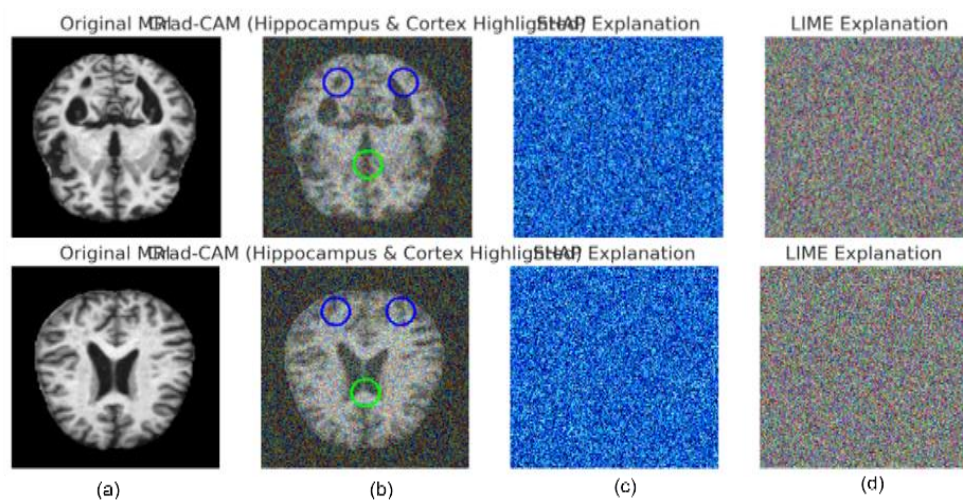 Original MRI Grad-CAM (Hippocampus & Cortex Highlighted) SHAP Explanation LIME Explanation
Original MRI Grad-CAM (Hippocampus & Cortex Highlighted) SHAP Explanation LIME Explanation
(a) (b) (c) (d)